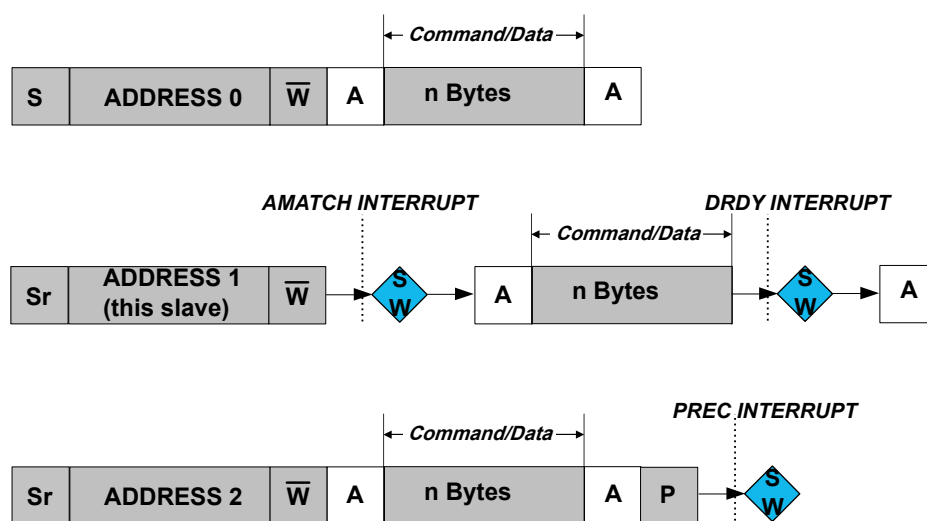 Command/Data
S ADDRESS 0 W̅ A n Bytes A
AMATCH INTERRUPT DRDY INTERRUPT
Command/Data
Sr ADDRESS 1 (this slave) W̅ S W A n Bytes S W A
PREC INTERRUPT
Command/Data
Sr ADDRESS 2 W̅ A n Bytes A P S W